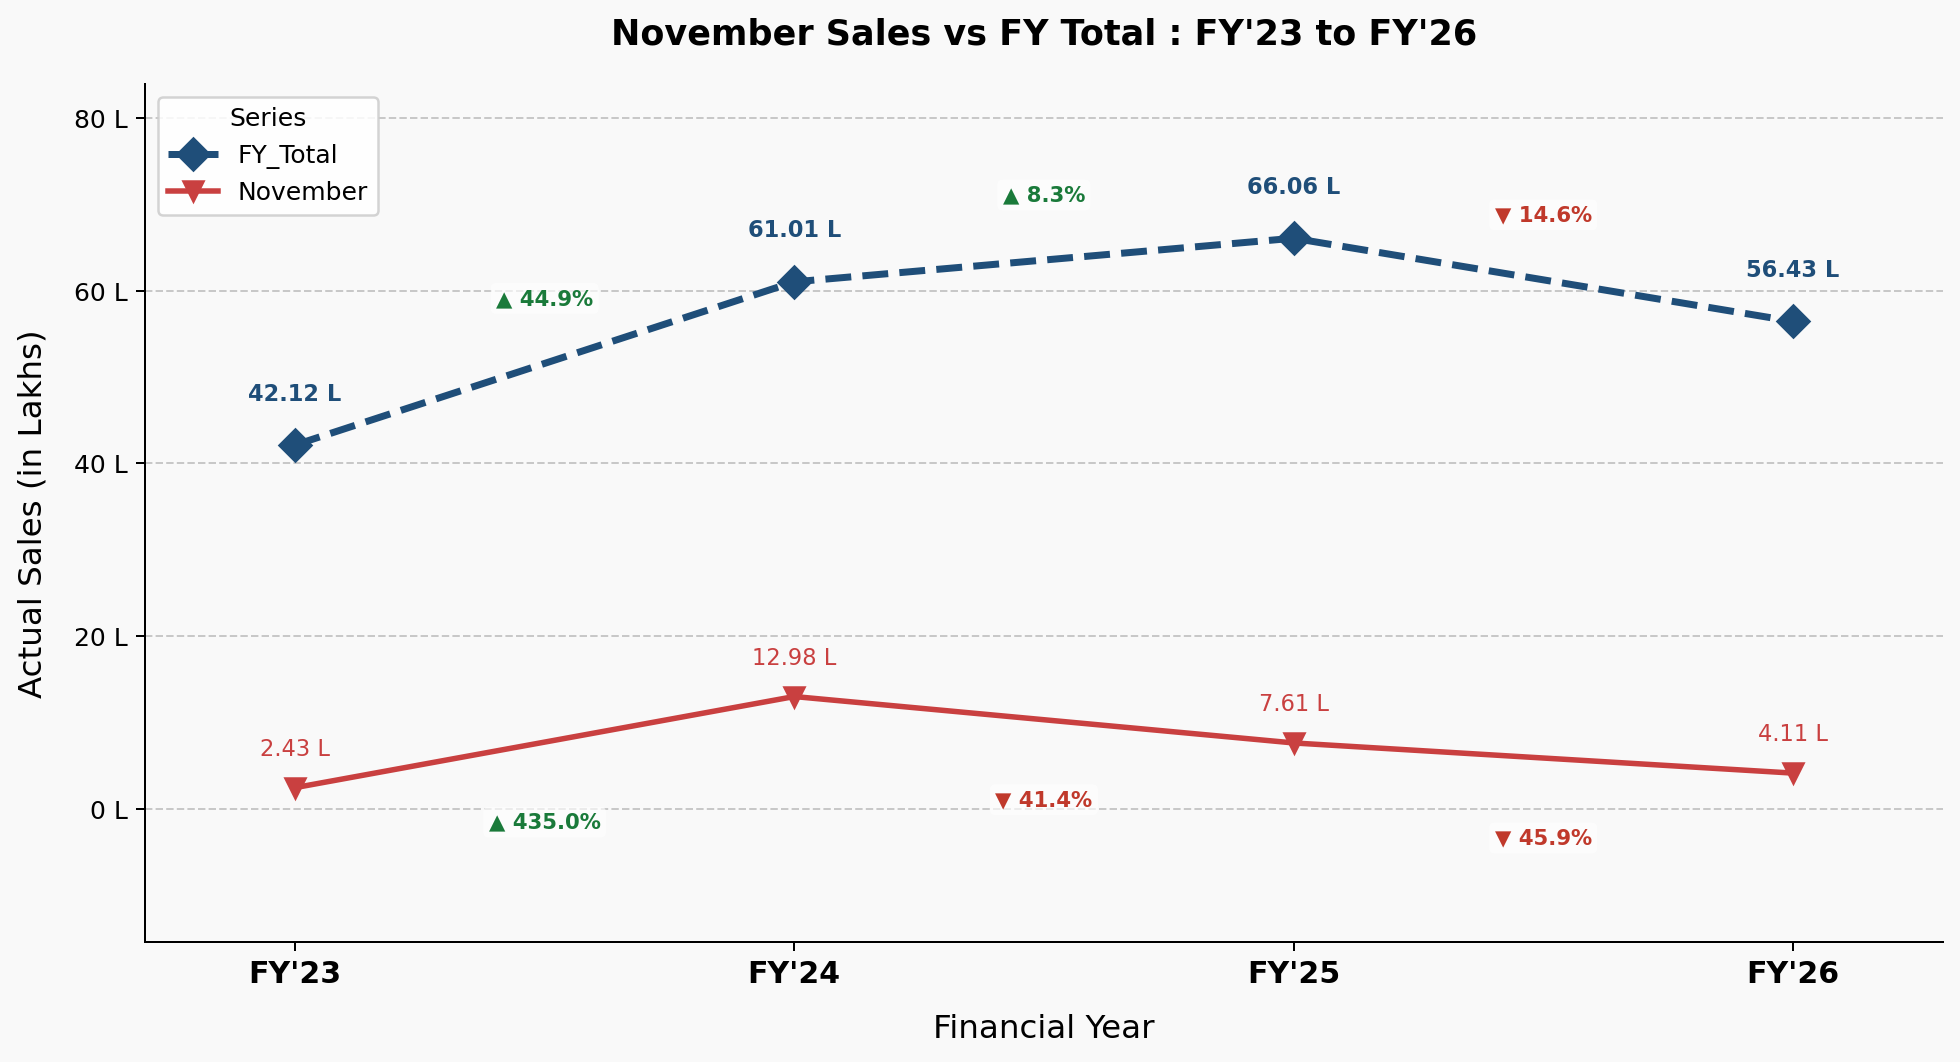 November Sales vs FY Total : FY'23 to FY'26
Series
FY_Total
November
80 L
60 L
40 L
20 L
0 L
Actual Sales (in Lakhs)
42.12 L
▲ 44.9%
61.01 L
▲ 8.3%
66.06 L
▼ 14.6%
56.43 L
2.43 L
▲ 435.0%
12.98 L
▼ 41.4%
7.61 L
▼ 45.9%
4.11 L
FY'23
FY'24
FY'25
FY'26
Financial Year